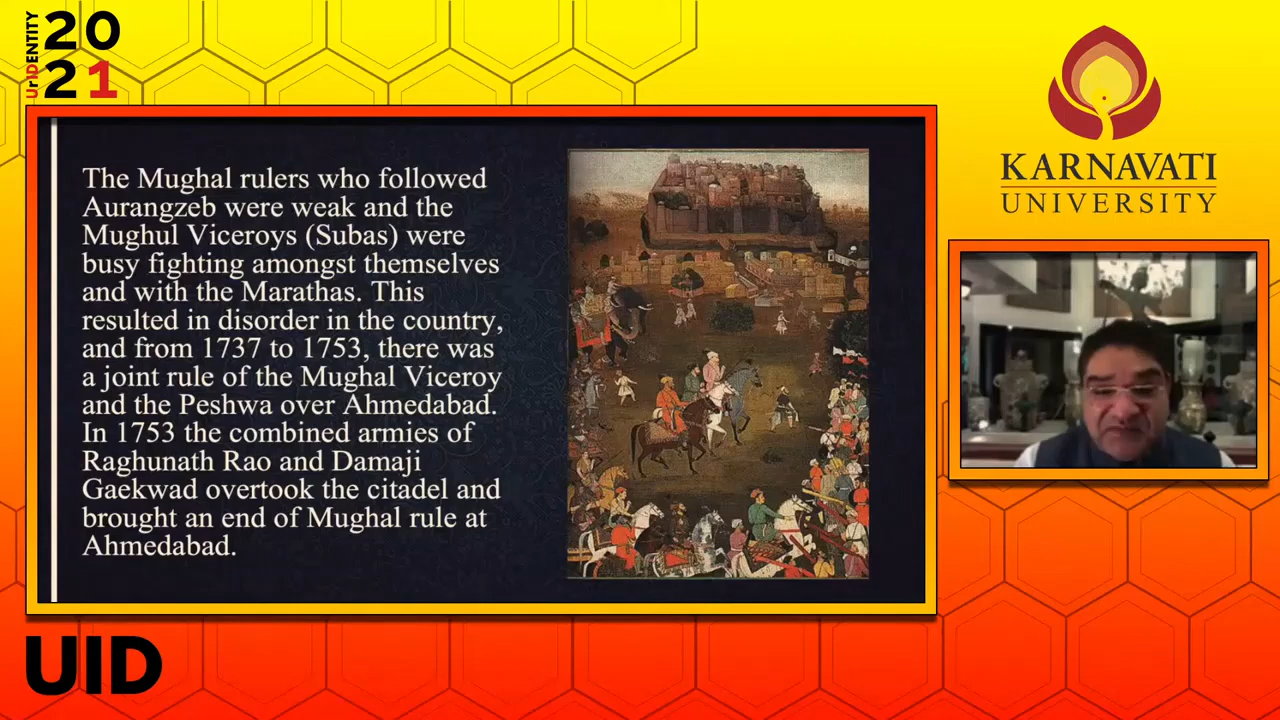 UrIDENTITY
20
21
The Mughal rulers who followed
Aurangzeb were weak and the
Mughul Viceroys (Subas) were
busy fighting amongst themselves
and with the Marathas. This
resulted in disorder in the country,
and from 1737 to 1753, there was
a joint rule of the Mughal Viceroy
and the Peshwa over Ahmedabad.
In 1753 the combined armies of
Raghunath Rao and Damaji
Gaekwad overtook the citadel and
brought an end of Mughal rule at
Ahmedabad.
KARNAVATI
UNIVERSITY
UID